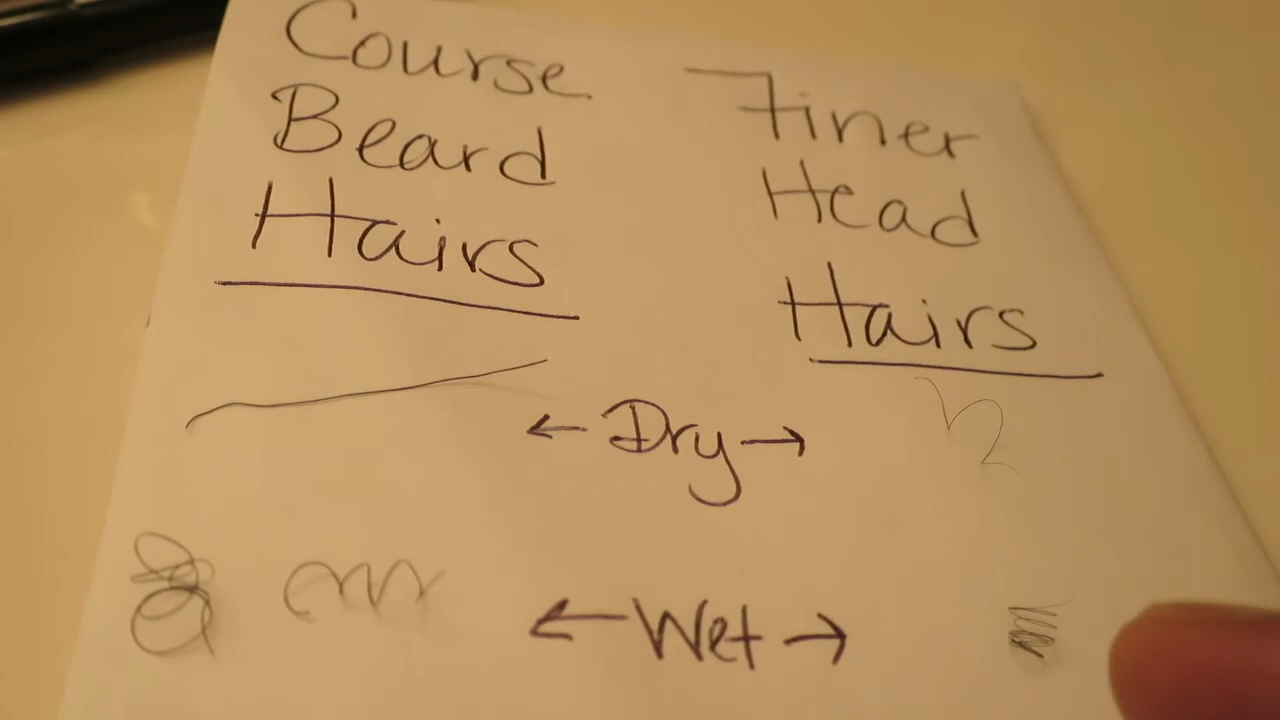 Course
Beard
Hairs
Finer
Head
Hairs
← Dry →
← Wet →